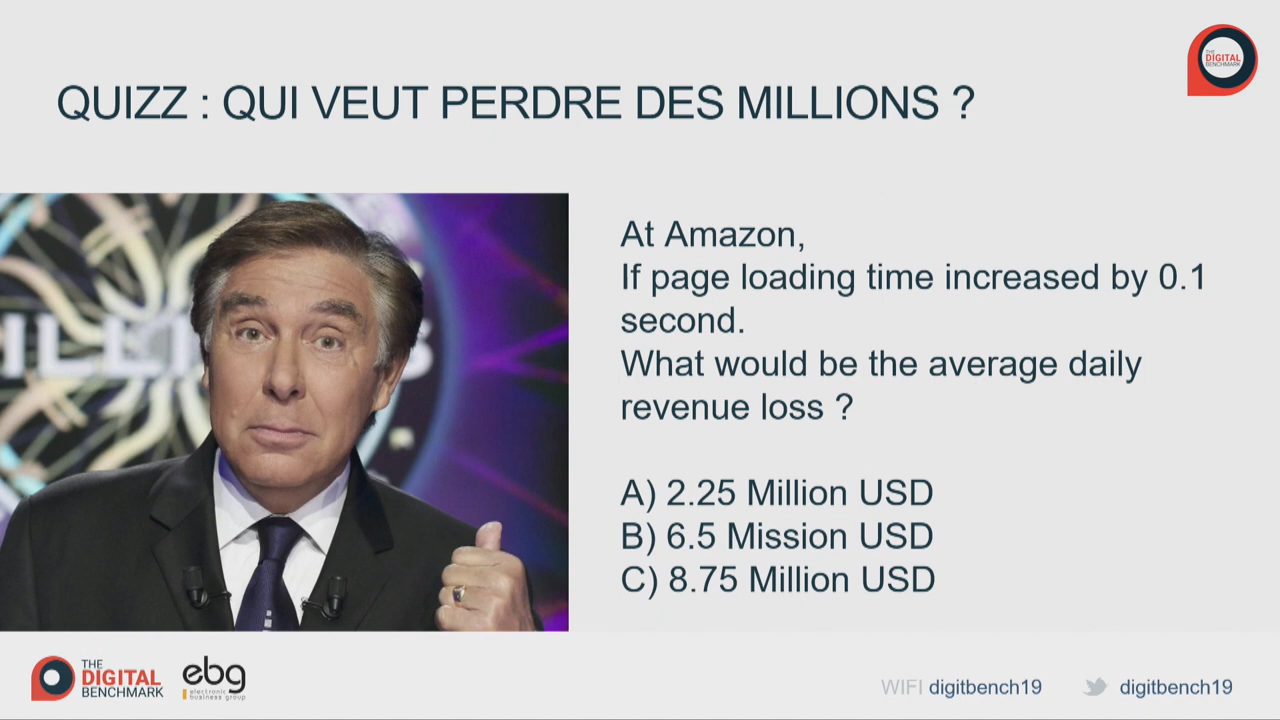 THE
DIGITAL
BENCHMARK
QUIZZ : QUI VEUT PERDRE DES MILLIONS ?
ILLI
S
At Amazon,
If page loading time increased by 0.1
second.
What would be the average daily
revenue loss ?
A) 2.25 Million USD
B) 6.5 Mission USD
C) 8.75 Million USD
THE
DIGITAL
BENCHMARK
ebg
electronic
business group
WIFI digitbench19
digitbench19